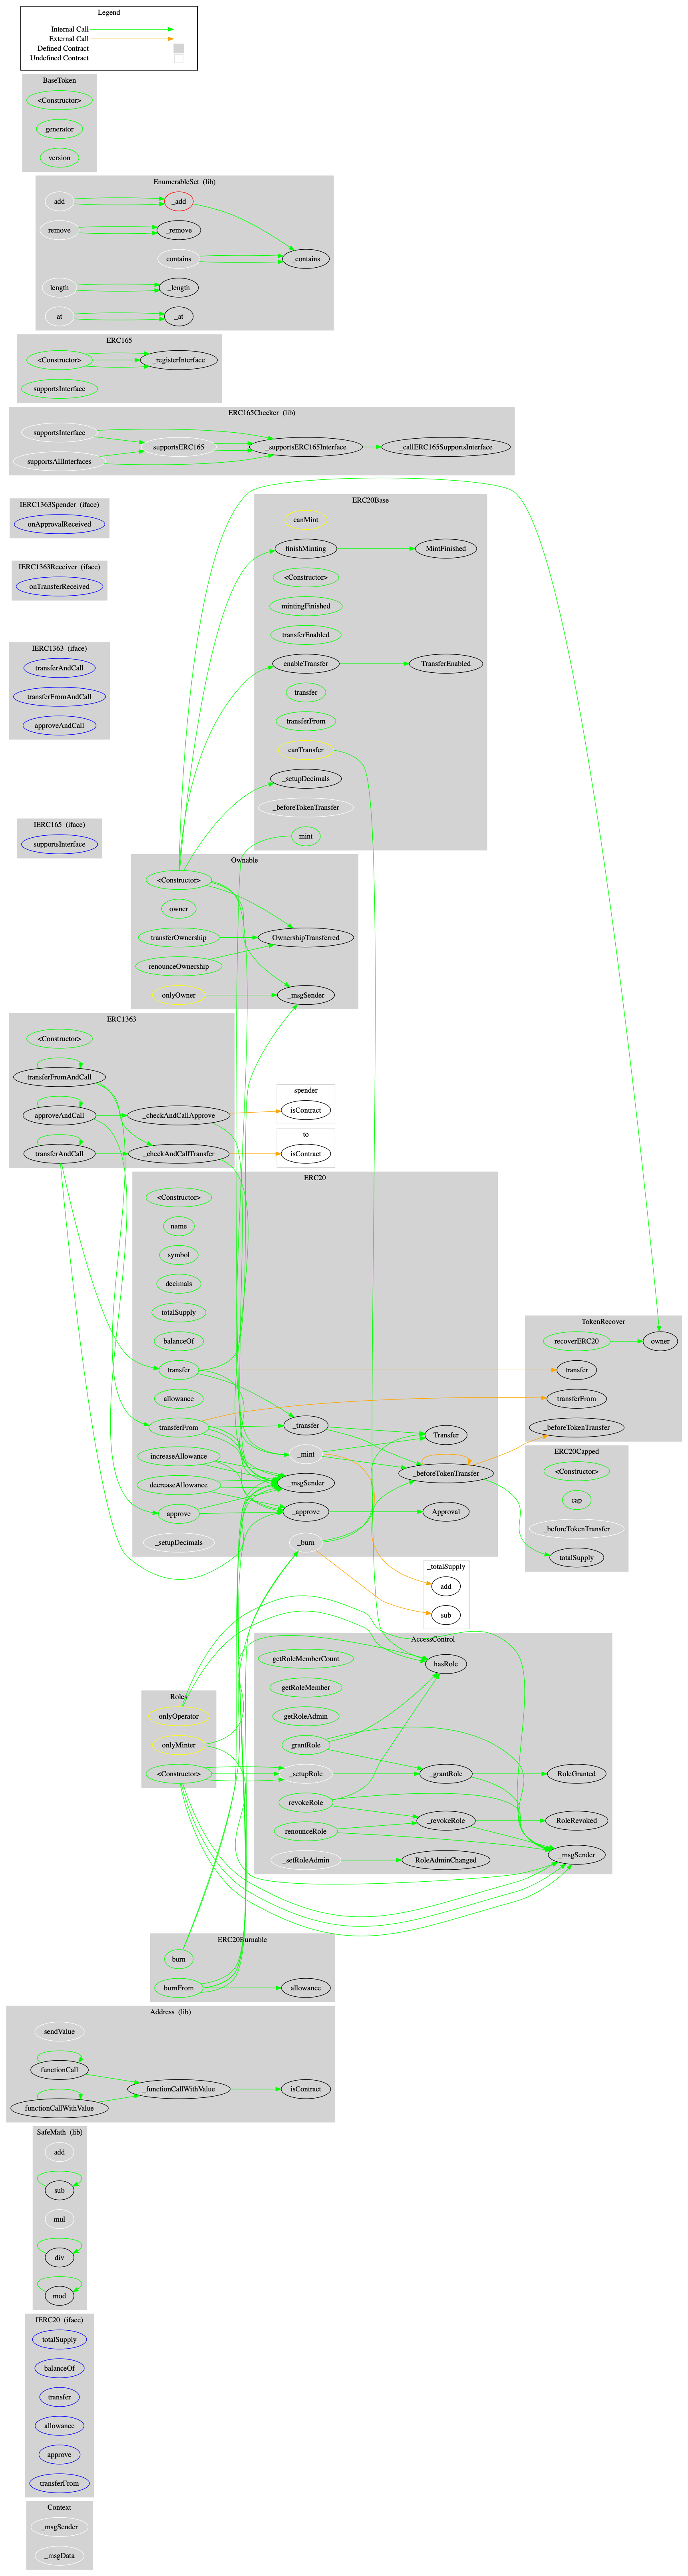 Legend
Internal Call
External Call
Defined Contract
Undefined Contract
BaseToken
<Constructor>
generator
version
EnumerableSet (lib)
add
_add
remove
_remove
contains
_contains
length
_length
at
_at
ERC165
<Constructor>
_registerInterface
supportsInterface
ERC165Checker (lib)
supportsInterface
supportsERC165
_supportsERC165Interface
_callERC165SupportsInterface
supportsAllInterfaces
IERC1363Spender (iface)
onApprovalReceived
IERC1363Receiver (iface)
onTransferReceived
IERC1363 (iface)
transferAndCall
transferFromAndCall
approveAndCall
IERC165 (iface)
supportsInterface
ERC20Base
canMint
finishMinting
MintFinished
<Constructor>
mintingFinished
transferEnabled
enableTransfer
TransferEnabled
transfer
transferFrom
canTransfer
_setupDecimals
_beforeTokenTransfer
mint
Ownable
<Constructor>
owner
transferOwnership
OwnershipTransferred
renounceOwnership
onlyOwner
_msgSender
ERC1363
<Constructor>
transferFromAndCall
approveAndCall
_checkAndCallApprove
transferAndCall
_checkAndCallTransfer
spender
isContract
to
isContract
ERC20
<Constructor>
name
symbol
decimals
totalSupply
balanceOf
transfer
allowance
transferFrom
_transfer
Transfer
increaseAllowance
_mint
_beforeTokenTransfer
decreaseAllowance
_msgSender
approve
_approve
Approval
_setupDecimals
_burn
TokenRecover
recoverERC20
owner
transfer
transferFrom
_beforeTokenTransfer
ERC20Capped
<Constructor>
cap
_beforeTokenTransfer
totalSupply
_totalSupply
add
sub
AccessControl
getRoleMemberCount
hasRole
getRoleMember
getRoleAdmin
grantRole
_setupRole
_grantRole
RoleGranted
revokeRole
_revokeRole
RoleRevoked
renounceRole
_msgSender
_setRoleAdmin
RoleAdminChanged
Roles
onlyOperator
onlyMinter
<Constructor>
ERC20Burnable
burn
burnFrom
allowance
Address (lib)
sendValue
functionCall
_functionCallWithValue
isContract
functionCallWithValue
SafeMath (lib)
add
sub
mul
div
mod
IERC20 (iface)
totalSupply
balanceOf
transfer
allowance
approve
transferFrom
Context
_msgSender
_msgData